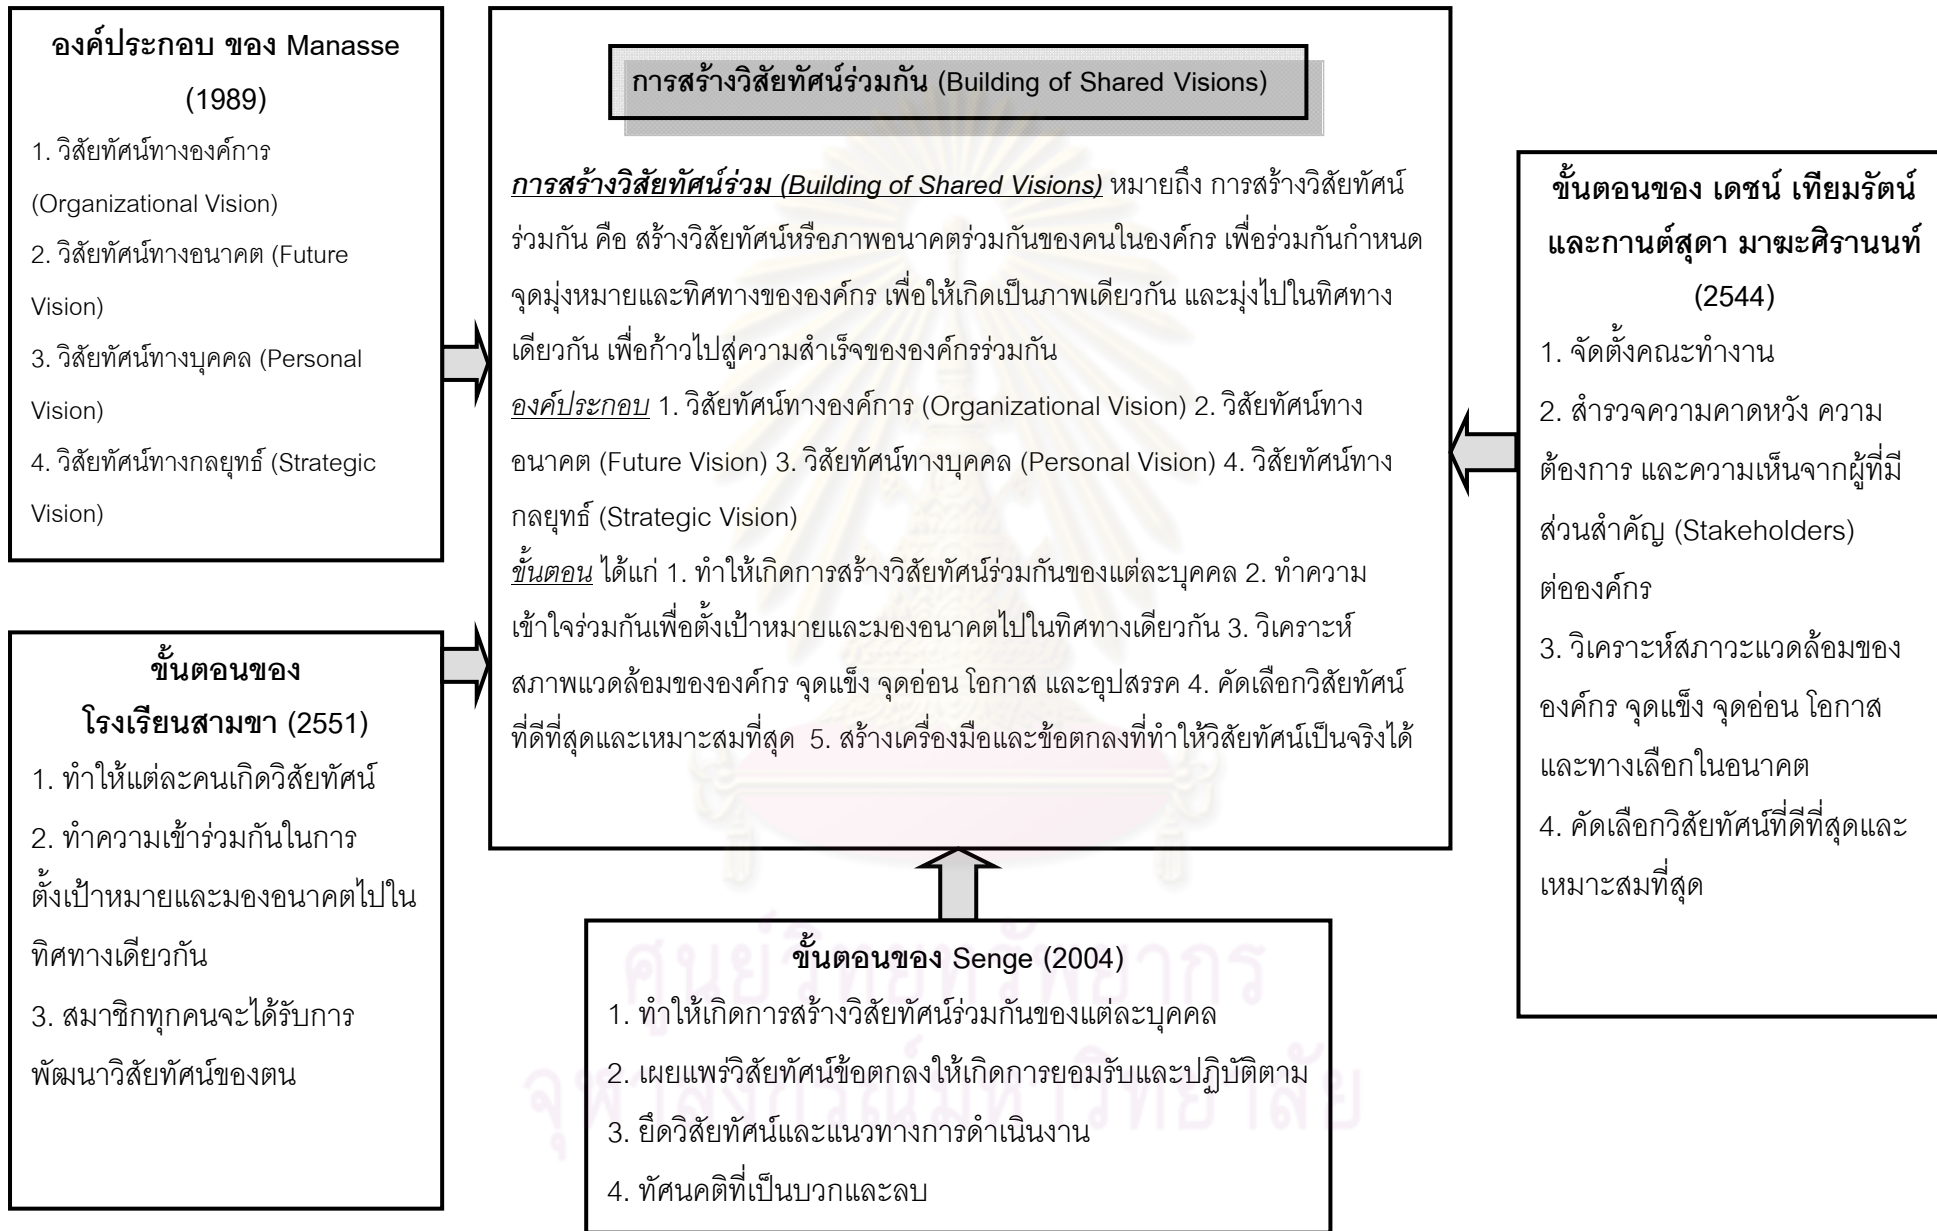 องค์ประกอบ ของ Manasse
(1989)
1. วิสัยทัศน์ทางองค์การ
(Organizational Vision)
2. วิสัยทัศน์ทางอนาคต (Future
Vision)
3. วิสัยทัศน์ทางบุคคล (Personal
Vision)
4. วิสัยทัศน์ทางกลยุทธ์ (Strategic
Vision)
ขั้นตอนของ
โรงเรียนสามขา (2551)
1. ทำให้แต่ละคนเกิดวิสัยทัศน์
2. ทำความเข้าร่วมกันในการ
ตั้งเป้าหมายและมองอนาคตไปใน
ทิศทางเดียวกัน
3. สมาชิกทุกคนจะได้รับการ
พัฒนาวิสัยทัศน์ของตน
การสร้างวิสัยทัศน์ร่วมกัน (Building of Shared Visions)
การสร้างวิสัยทัศน์ร่วม (Building of Shared Visions) หมายถึง การสร้างวิสัยทัศน์
ร่วมกัน คือ สร้างวิสัยทัศน์หรือภาพอนาคตร่วมกันของคนในองค์กร เพื่อร่วมกันกำหนด
จุดมุ่งหมายและทิศทางขององค์กร เพื่อให้เกิดเป็นภาพเดียวกัน และมุ่งไปในทิศทาง
เดียวกัน เพื่อก้าวไปสู่ความสำเร็จขององค์กรร่วมกัน
องค์ประกอบ 1. วิสัยทัศน์ทางองค์การ (Organizational Vision) 2. วิสัยทัศน์ทาง
อนาคต (Future Vision) 3. วิสัยทัศน์ทางบุคคล (Personal Vision) 4. วิสัยทัศน์ทาง
กลยุทธ์ (Strategic Vision)
ขั้นตอน ได้แก่ 1. ทำให้เกิดการสร้างวิสัยทัศน์ร่วมกันของแต่ละบุคคล 2. ทำความ
เข้าใจร่วมกันเพื่อตั้งเป้าหมายและมองอนาคตไปในทิศทางเดียวกัน 3. วิเคราะห์
สภาพแวดล้อมขององค์กร จุดแข็ง จุดอ่อน โอกาส และอุปสรรค 4. คัดเลือกวิสัยทัศน์
ที่ดีที่สุดและเหมาะสมที่สุด 5. สร้างเครื่องมือและข้อตกลงที่ทำให้วิสัยทัศน์เป็นจริงได้
ขั้นตอนของ Senge (2004)
1. ทำให้เกิดการสร้างวิสัยทัศน์ร่วมกันของแต่ละบุคคล
2. เผยแพร่วิสัยทัศน์ข้อตกลงให้เกิดการยอมรับและปฏิบัติตาม
3. ยึดวิสัยทัศน์และแนวทางการดำเนินงาน
4. ทัศนคติที่เป็นบวกและลบ
ขั้นตอนของ เดชน์ เทียมรัตน์
และกานต์สุดา มาฆะศิรานนท์
(2544)
1. จัดตั้งคณะทำงาน
2. สำรวจความคาดหวัง ความ
ต้องการ และความเห็นจากผู้ที่มี
ส่วนสำคัญ (Stakeholders)
ต่อองค์กร
3. วิเคราะห์สภาวะแวดล้อมของ
องค์กร จุดแข็ง จุดอ่อน โอกาส
และทางเลือกในอนาคต
4. คัดเลือกวิสัยทัศน์ที่ดีที่สุดและ
เหมาะสมที่สุด
ศูนย์วิทยทรัพยากร
จุฬาลงกรณ์มหาวิทยาลัย